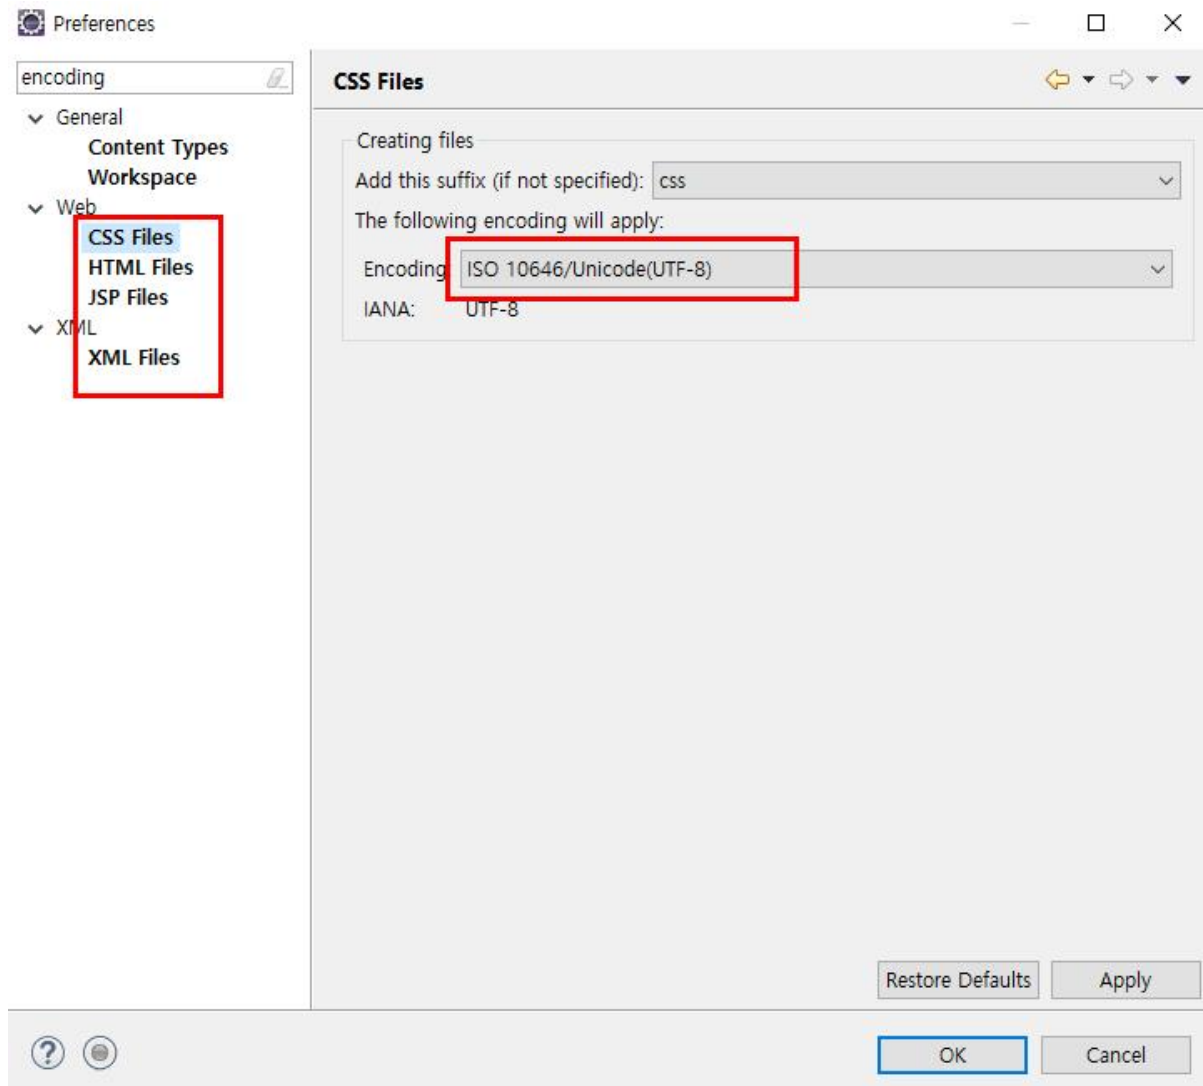 Preferences
encoding
General
Content Types
Workspace
Web
CSS Files
HTML Files
JSP Files
XML
XML Files
CSS Files
Creating files
Add this suffix (if not specified): css
The following encoding will apply:
Encoding ISO 10646/Unicode(UTF-8)
IANA: UTF-8
Restore Defaults Apply
OK Cancel